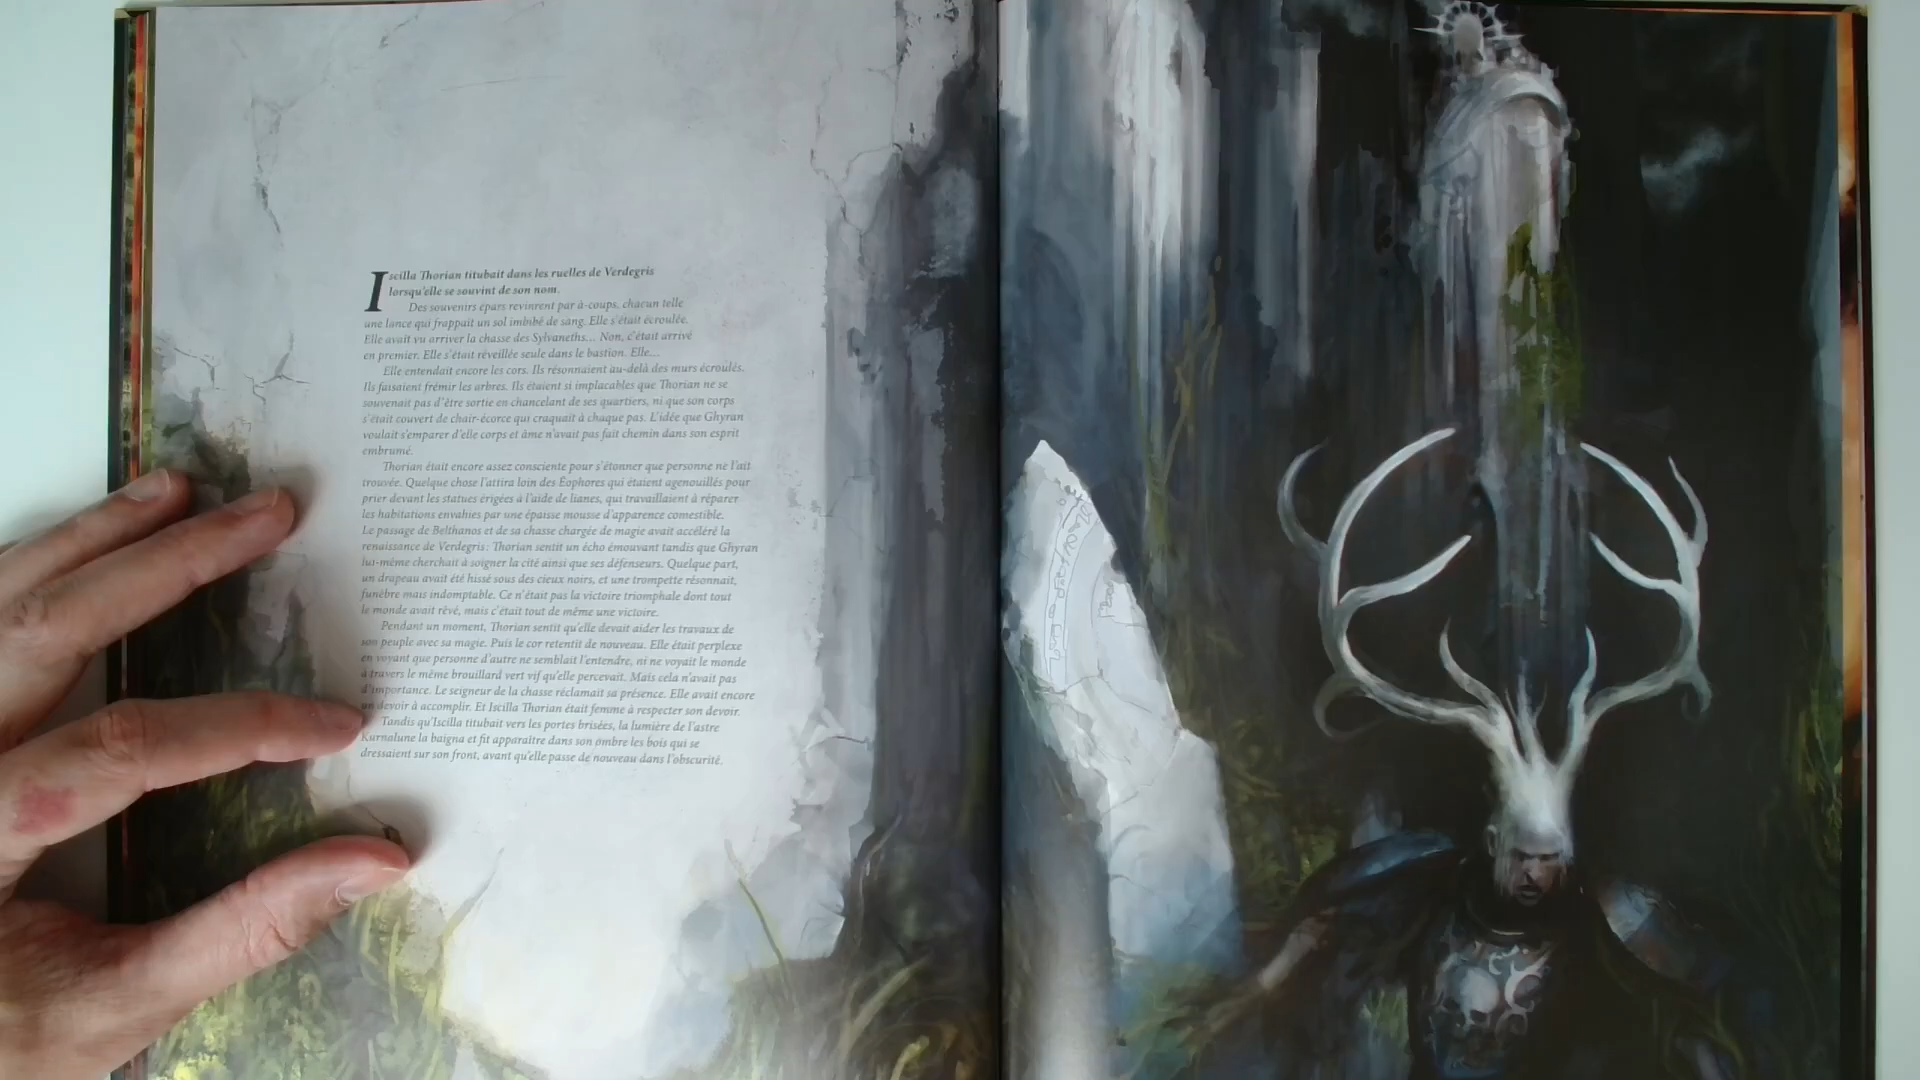 Iscilla Thorian titubait dans les ruelles de Verdegris
lorsqu'elle se souvint de son nom.
Des souvenirs épars revinrent par à-coups, chacun telle
une lance qui frappait un sol imbibé de sang. Elle s'était écroulée.
Elle avait vu arriver la chasse des Sylvaneths... Non, c'était arrivé
en premier. Elle s'était réveillée seule dans le bastion. Elle...
Elle entendait encore les cors. Ils résonnaient au-delà des murs écroulés.
Ils faisaient frémir les arbres. Ils étaient si implacables que Thorian ne se
souvenait pas d'être sortie en chancelant de ses quartiers, ni que son corps
s'était couvert de chair-écorce qui craquait à chaque pas. L'idée que Ghyran
voulait s'emparer d'elle corps et âme n'avait pas fait chemin dans son esprit
embrumé.
Thorian était encore assez consciente pour s'étonner que personne ne l'ait
trouvée. Quelque chose l'attira loin des Éophores qui étaient agenouillés pour
prier devant les statues érigées à l'aide de lianes, qui travaillaient à réparer
les habitations envahies par une épaisse mousse d'apparence comestible.
Le passage de Belthanos et de sa chasse chargée de magie avait accéléré la
renaissance de Verdegris : Thorian sentit un écho émouvant tandis que Ghyran
lui-même cherchait à soigner la cité ainsi que ses défenseurs. Quelque part,
un drapeau avait été hissé sous des cieux noirs, et une trompette résonnait,
funèbre mais indomptable. Ce n'était pas la victoire triomphale dont tout
le monde avait rêvé, mais c'était tout de même une victoire.
Pendant un moment, Thorian sentit qu'elle devait aider les travaux de
son peuple avec sa magie. Puis le cor retentit de nouveau. Elle était perplexe
en voyant que personne d'autre ne semblait l'entendre, ni ne voyait le monde
à travers le même brouillard vert vif qu'elle percevait. Mais cela n'avait pas
d'importance. Le seigneur de la chasse réclamait sa présence. Elle avait encore
un devoir à accomplir. Et Iscilla Thorian était femme à respecter son devoir.
Tandis qu'Iscilla titubait vers les portes brisées, la lumière de l'astre
Kurnolune la baigna et fit apparaître dans son ombre les bois qui se
dressaient sur son front, avant qu'elle passe de nouveau dans l'obscurité.